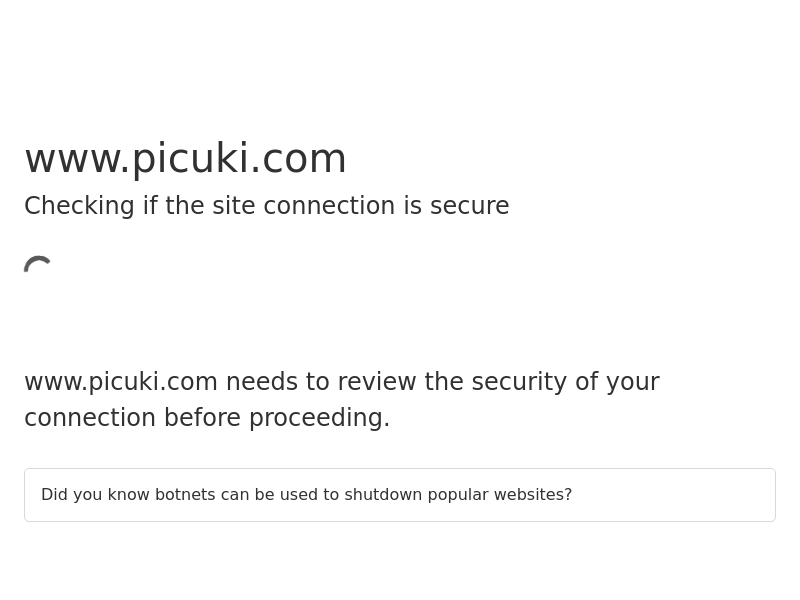 www.picuki.com
Checking if the site connection is secure
www.picuki.com needs to review the security of your
connection before proceeding.
Did you know botnets can be used to shutdown popular websites?